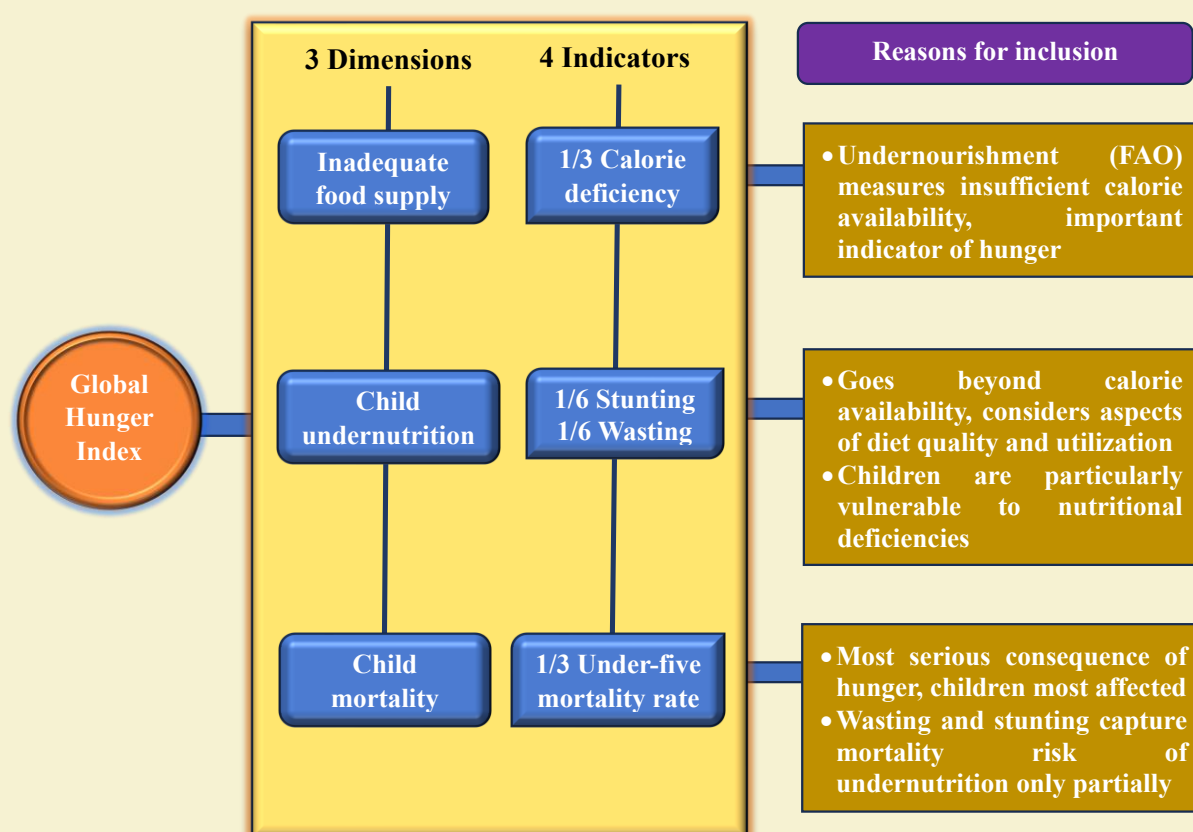 3 Dimensions
4 Indicators
Reasons for inclusion
Global
Hunger
Index
Inadequate
food supply
1/3 Calorie
deficiency
• Undernourishment (FAO)
measures insufficient calorie
availability, important
indicator of hunger
Child
undernutrition
1/6 Stunting
1/6 Wasting
• Goes beyond calorie
availability, considers aspects
of diet quality and utilization
• Children are particularly
vulnerable to nutritional
deficiencies
Child
mortality
1/3 Under-five
mortality rate
• Most serious consequence of
hunger, children most affected
• Wasting and stunting capture
mortality risk of
undernutrition only partially